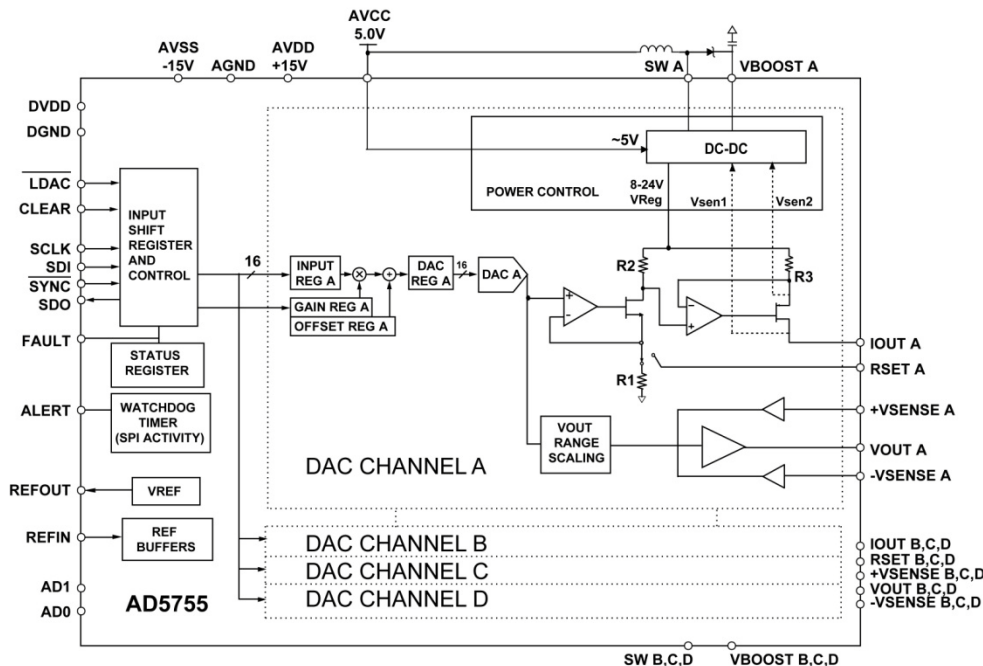 AVCC
5.0V
AVSS
-15V
AGND
AVDD
+15V
SW A
VBOOST A
DVDD
DGND
LDAC
CLEAR
SCLK
SDI
SYNC
SDO
FAULT
ALERT
REFOUT
REFIN
AD1
AD0
INPUT
SHIFT
REGISTER
AND
CONTROL
STATUS
REGISTER
WATCHDOG
TIMER
(SPI ACTIVITY)
VREF
REF
BUFFERS
AD5755
~5V
DC-DC
POWER CONTROL
8-24V
VReg
Vsen1
Vsen2
16
INPUT
REG A
GAIN REG A
OFFSET REG A
DAC
REG A
16
DAC A
R2
R3
R1
VOUT
RANGE
SCALING
DAC CHANNEL A
DAC CHANNEL B
DAC CHANNEL C
DAC CHANNEL D
IOUT A
RSET A
+VSENSE A
VOUT A
-VSENSE A
IOUT B,C,D
RSET B,C,D
+VSENSE B,C,D
VOUT B,C,D
-VSENSE B,C,D
SW B,C,D
VBOOST B,C,D